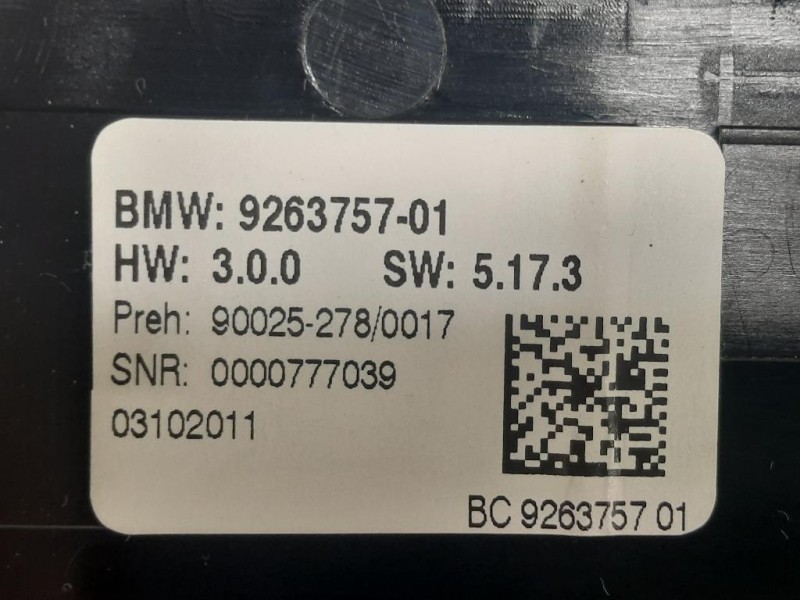 BMW: 9263757-01
HW: 3.0.0 SW: 5.17.3
Preh: 90025-278/0017
SNR: 0000777039
03102011
BC 9263757 01